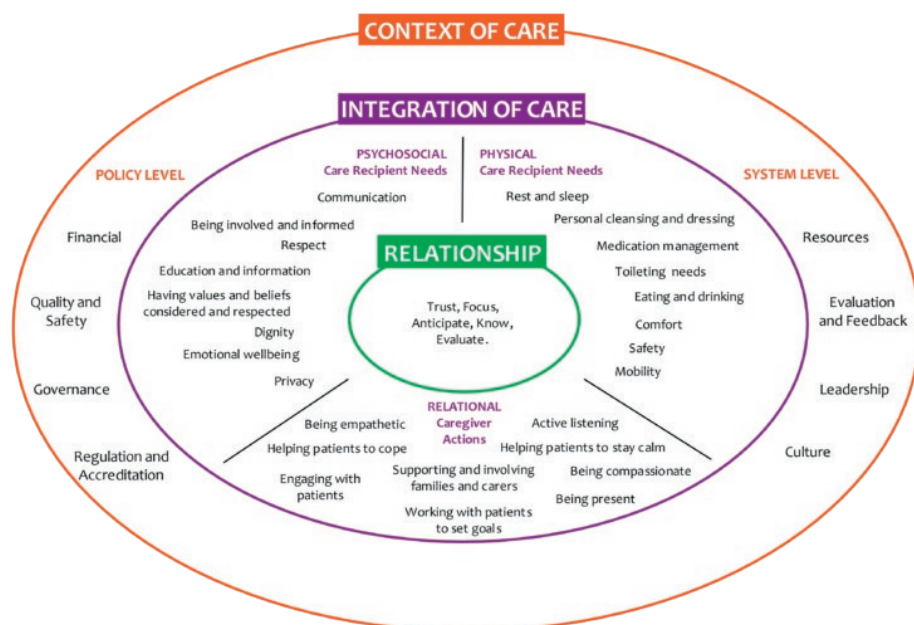 CONTEXT OF CARE
INTEGRATION OF CARE
PSYCHOSOCIAL
Care Recipient Needs
PHYSICAL
Care Recipient Needs
POLICY LEVEL
SYSTEM LEVEL
Communication
Being involved and informed
Respect
Education and information
Having values and beliefs
considered and respected
Dignity
Emotional wellbeing
Privacy
Rest and sleep
Personal cleansing and dressing
Medication management
Toileting needs
Eating and drinking
Comfort
Safety
Mobility
RELATIONSHIP
Trust, Focus,
Anticipate, Know,
Evaluate.
RELATIONAL
Caregiver
Actions
Being empathetic
Helping patients to cope
Engaging with
patients
Supporting and involving
families and carers
Working with patients
to set goals
Active listening
Helping patients to stay calm
Being compassionate
Being present
Financial
Quality and
Safety
Governance
Regulation and
Accreditation
Resources
Evaluation
and Feedback
Leadership
Culture